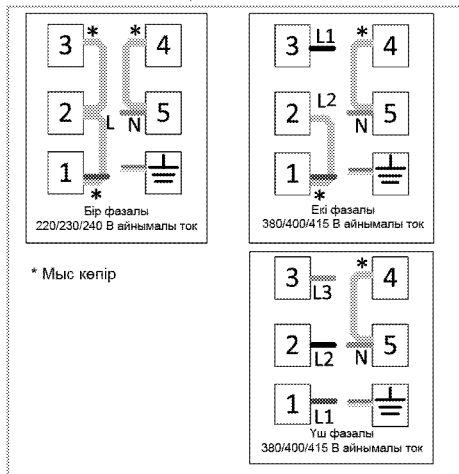 3 * * 4
2 L N 5
1
*
Бір фазалы
220/230/240 В айнымалы ток
3 L1 * 4
2 L2 N 5
1
*
Екі фазалы
380/400/415 В айнымалы ток
* Мыс көпір
3 L3 * 4
2 L2 N 5
1 L1
Үш фазалы
380/400/415 В айнымалы ток